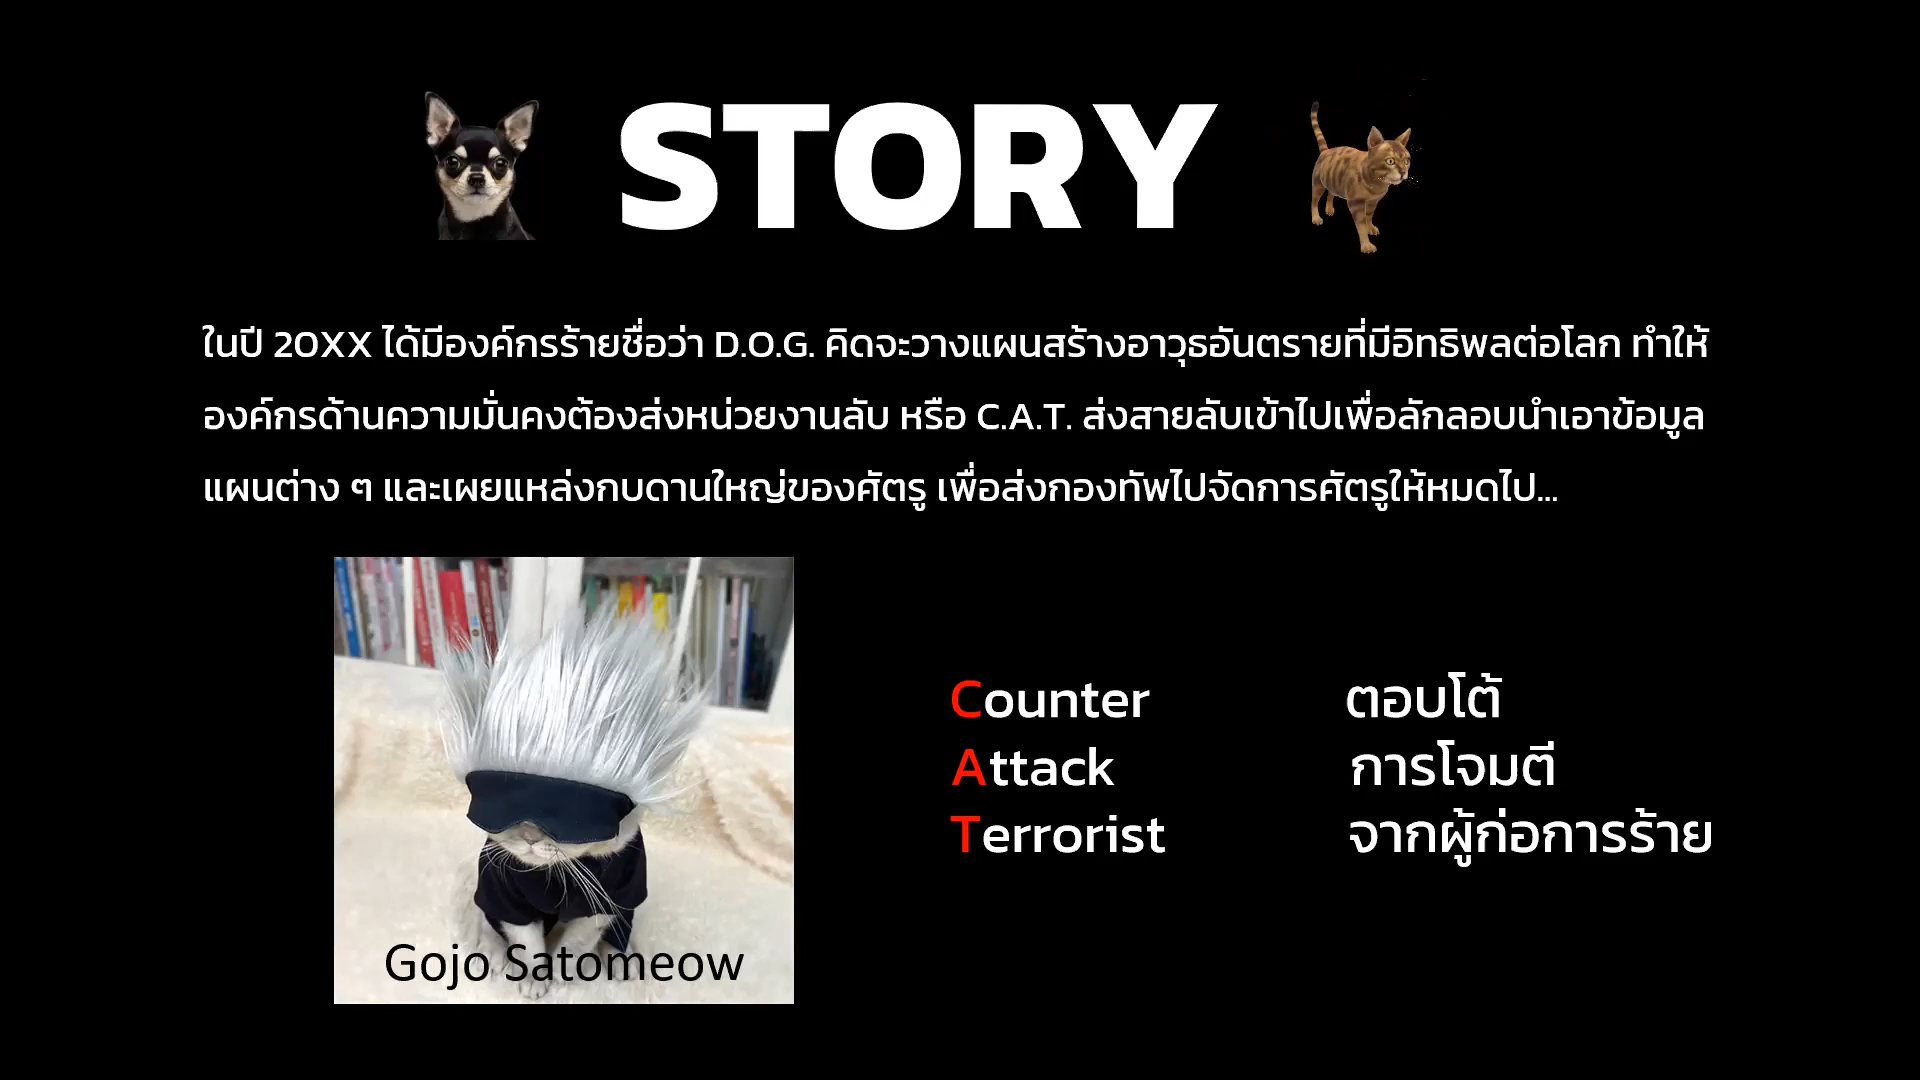 STORY
ในปี 20XX ได้มีองค์กรร้ายชื่อว่า D.O.G. คิดจะวางแผนสร้างอาวุธอันตรายที่มีอิทธิพลต่อโลก ทำให้
องค์กรด้านความมั่นคงต้องส่งหน่วยงานลับ หรือ C.A.T. ส่งสายลับเข้าไปเพื่อลักลอบนำเอาข้อมูล
แผนต่าง ๆ และเผยแหล่งกบดานใหญ่ของศัตรู เพื่อส่งกองทัพไปจัดการศัตรูให้หมดไป...
Counter ตอบโต้
Attack การโจมตี
Terrorist จากผู้ก่อการร้าย
Gojo Satomeow